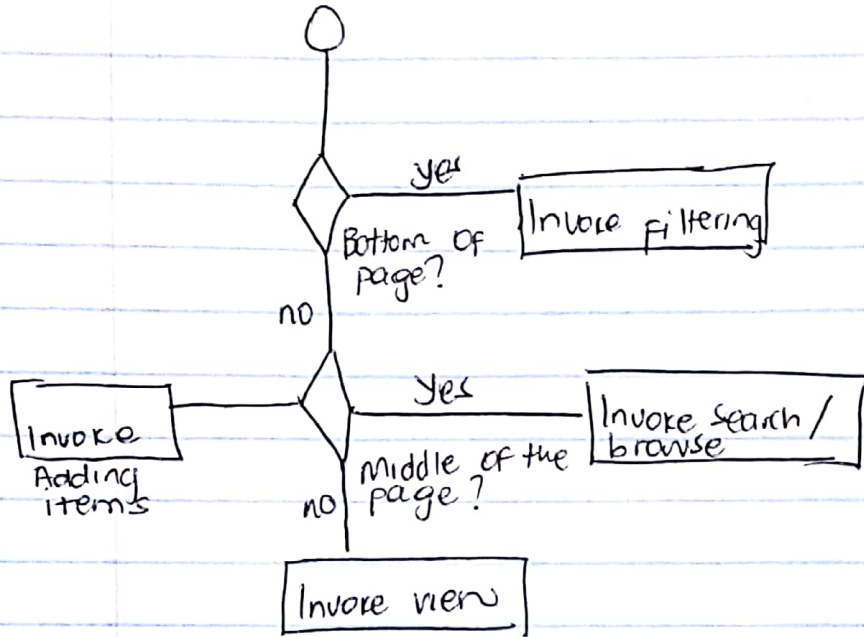 yes
Invoke Filtering
Bottom of
page?
no
Yes
Invoke search /
browse
Invoke
Adding
items
Middle of the
page?
no
Invoke view